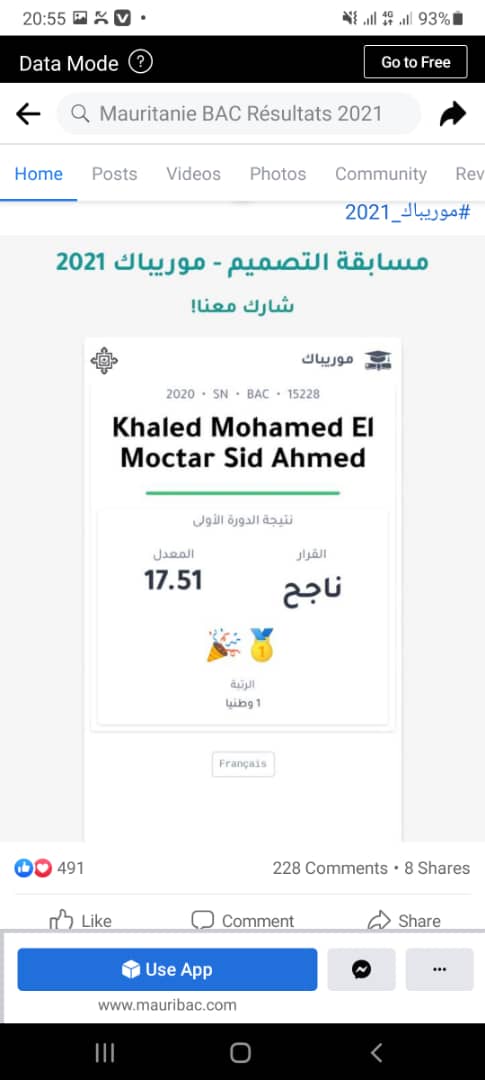 20:55
4G
93%
Data Mode ?
Go to Free
Mauritanie BAC Résultats 2021
Home Posts Videos Photos Community Rev
#موريباك_2021
مسابقة التصميم - موريباك 2021
شارك معنا!
موريباك
2020 • SN • BAC • 15228
Khaled Mohamed El
Moctar Sid Ahmed
نتيجة الدورة الأولى
القرار
المعدل
ناجح
17.51
1
الرتبة
1 وطنيا
Français
491
228 Comments • 8 Shares
Like Comment Share
Use App
www.mauribac.com